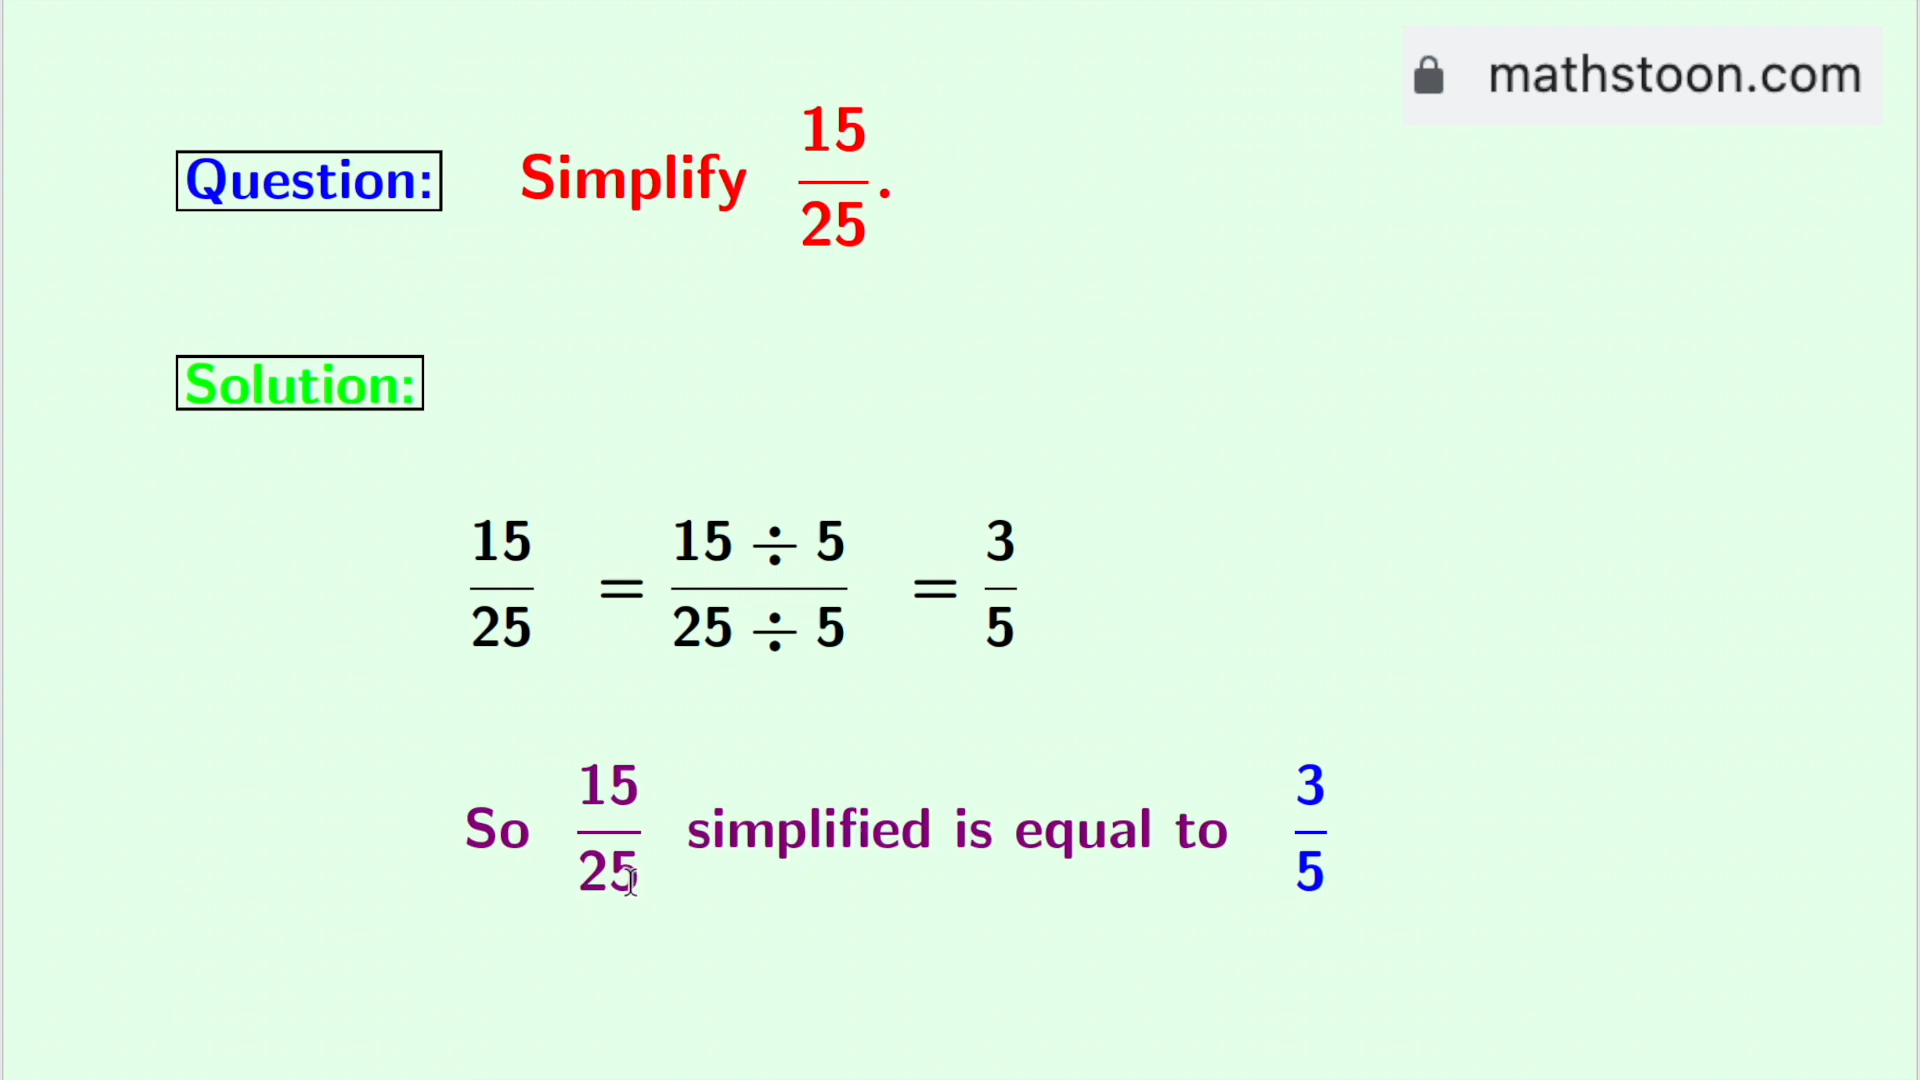 mathstoon.com
Question: Simplify 15/25.
Solution:
15/25 = (15 ÷ 5)/(25 ÷ 5) = 3/5
So 15/25 simplified is equal to 3/5